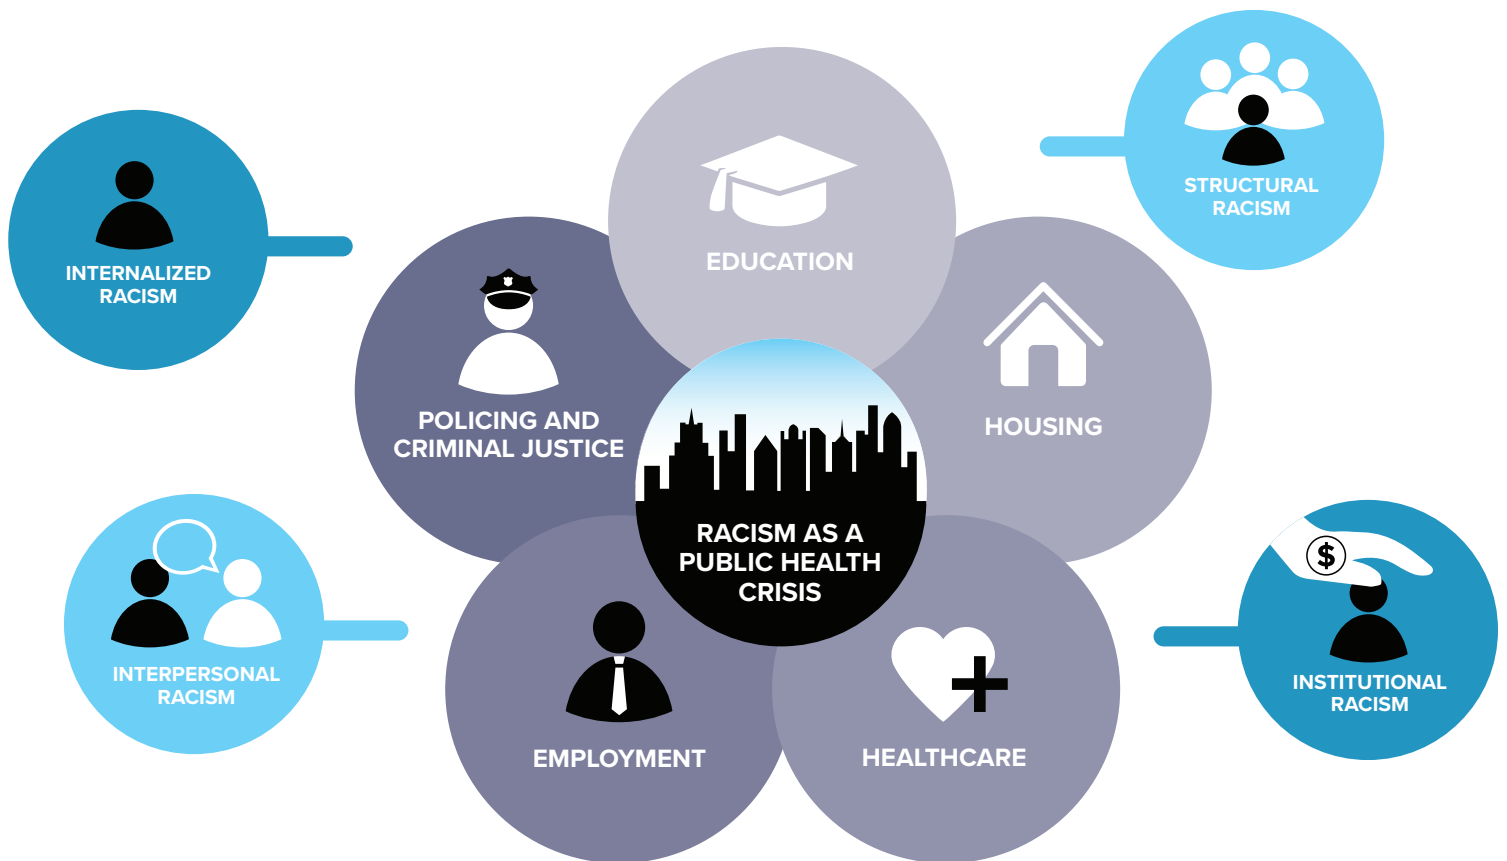 STRUCTURAL
RACISM
INTERNALIZED
RACISM
EDUCATION
POLICING AND
CRIMINAL JUSTICE
HOUSING
RACISM AS A
PUBLIC HEALTH
CRISIS
INTERPERSONAL
RACISM
$
INSTITUTIONAL
RACISM
EMPLOYMENT
HEALTHCARE